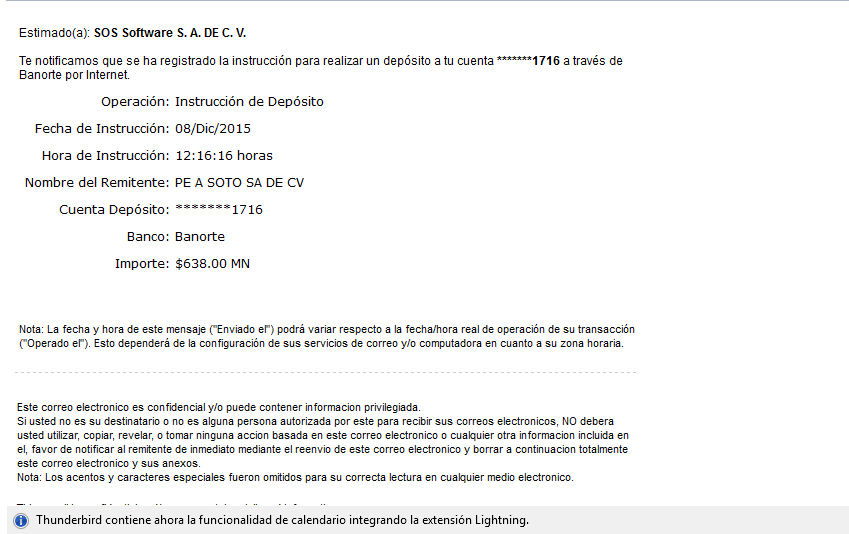 Estimado(a): SOS Software S. A. DE C. V.
Te notificamos que se ha registrado la instrucción para realizar un depósito a tu cuenta *******1716 a través de
Banorte por Internet.
Operación: Instrucción de Depósito
Fecha de Instrucción: 08/Dic/2015
Hora de Instrucción: 12:16:16 horas
Nombre del Remitente: PE A SOTO SA DE CV
Cuenta Depósito: *******1716
Banco: Banorte
Importe: $638.00 MN
Nota: La fecha y hora de este mensaje ("Enviado el") podrá variar respecto a la fecha/hora real de operación de su transacción
("Operado el"). Esto dependerá de la configuración de sus servicios de correo y/o computadora en cuanto a su zona horaria.
Este correo electronico es confidencial y/o puede contener informacion privilegiada.
Si usted no es su destinatario o no es alguna persona autorizada por este para recibir sus correos electronicos, NO debera
usted utilizar, copiar, revelar, o tomar ninguna accion basada en este correo electronico o cualquier otra informacion incluida en
el, favor de notificar al remitente de inmediato mediante el reenvio de este correo electronico y borrar a continuacion totalmente
este correo electronico y sus anexos.
Nota: Los acentos y caracteres especiales fueron omitidos para su correcta lectura en cualquier medio electronico.
Thunderbird contiene ahora la funcionalidad de calendario integrando la extensión Lightning.